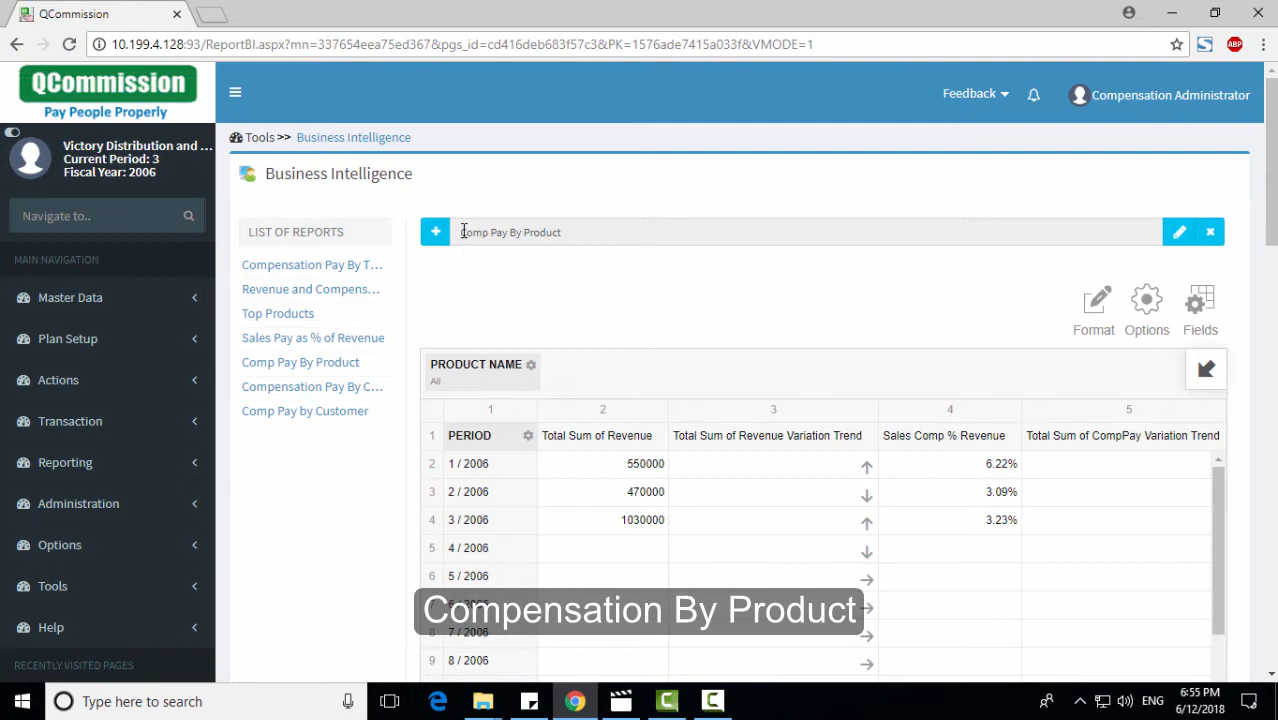 QCommission
10.199.4.128:93/ReportBI.aspx?mn=337654eea75ed367&pgs_id=cd416deb683f57c3&PK=1576ade7415a033f&VMODE=1
QCommission
Pay People Properly
Feedback
Compensation Administrator
Victory Distribution and ...
Current Period: 3
Fiscal Year: 2006
Navigate to..
MAIN NAVIGATION
Master Data
Plan Setup
Actions
Transaction
Reporting
Administration
Options
Tools
Help
RECENTLY VISITED PAGES
Tools >> Business Intelligence
Business Intelligence
LIST OF REPORTS
Compensation Pay By T...
Revenue and Compens...
Top Products
Sales Pay as % of Revenue
Comp Pay By Product
Compensation Pay By C...
Comp Pay by Customer
Comp Pay By Product
Format Options Fields
PRODUCT NAME
All
1 2 3 4 5
1 PERIOD Total Sum of Revenue Total Sum of Revenue Variation Trend Sales Comp % Revenue Total Sum of CompPay Variation Trend
2 1 / 2006 550000 ↑ 6.22%
3 2 / 2006 470000 ↓ 3.09%
4 3 / 2006 1030000 ↑ 3.23%
5 4 / 2006 ↓
6 5 / 2006 →
7 6 / 2006 →
8 7 / 2006 →
9 8 / 2006 →
Compensation By Product
Type here to search
ENG
6:55 PM
6/12/2018